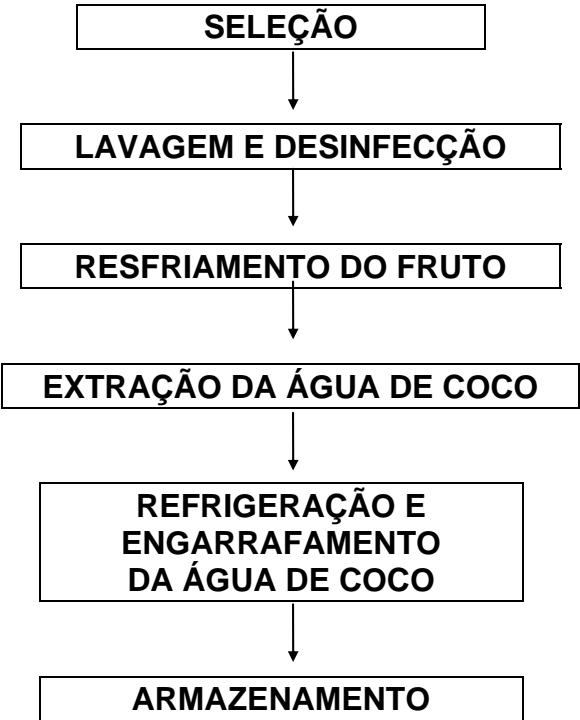 SELEÇÃO
LAVAGEM E DESINFECÇÃO
RESFRIAMENTO DO FRUTO
EXTRAÇÃO DA ÁGUA DE COCO
REFRIGERAÇÃO E
ENGARRAFAMENTO
DA ÁGUA DE COCO
ARMAZENAMENTO